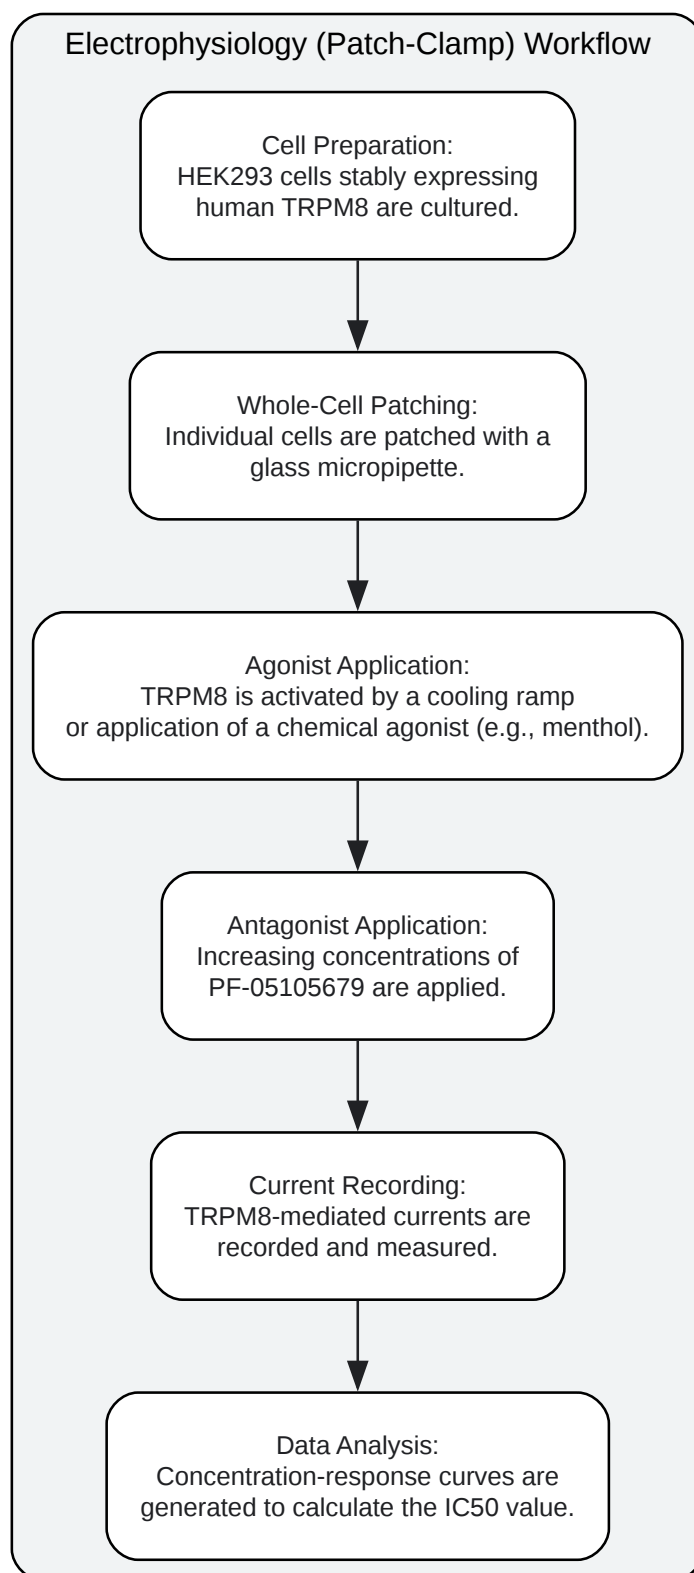 Electrophysiology (Patch-Clamp) Workflow
Cell Preparation:
HEK293 cells stably expressing
human TRPM8 are cultured.
Whole-Cell Patching:
Individual cells are patched with a
glass micropipette.
Agonist Application:
TRPM8 is activated by a cooling ramp
or application of a chemical agonist (e.g., menthol).
Antagonist Application:
Increasing concentrations of
PF-05105679 are applied.
Current Recording:
TRPM8-mediated currents are
recorded and measured.
Data Analysis:
Concentration-response curves are
generated to calculate the IC50 value.